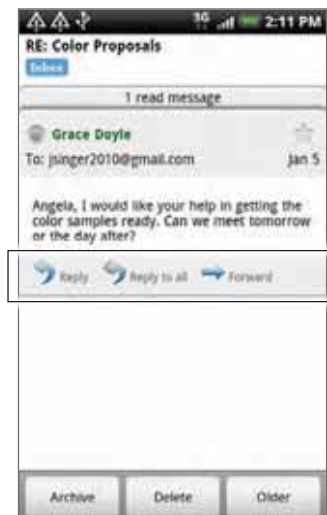 3G 2:11 PM
RE: Color Proposals
Inbox
1 read message
Grace Doyle
To: jsinger2010@gmail.com Jan 5
Angela, I would like your help in getting the
color samples ready. Can we meet tomorrow
or the day after?
Reply Reply to all Forward
Archive Delete Older